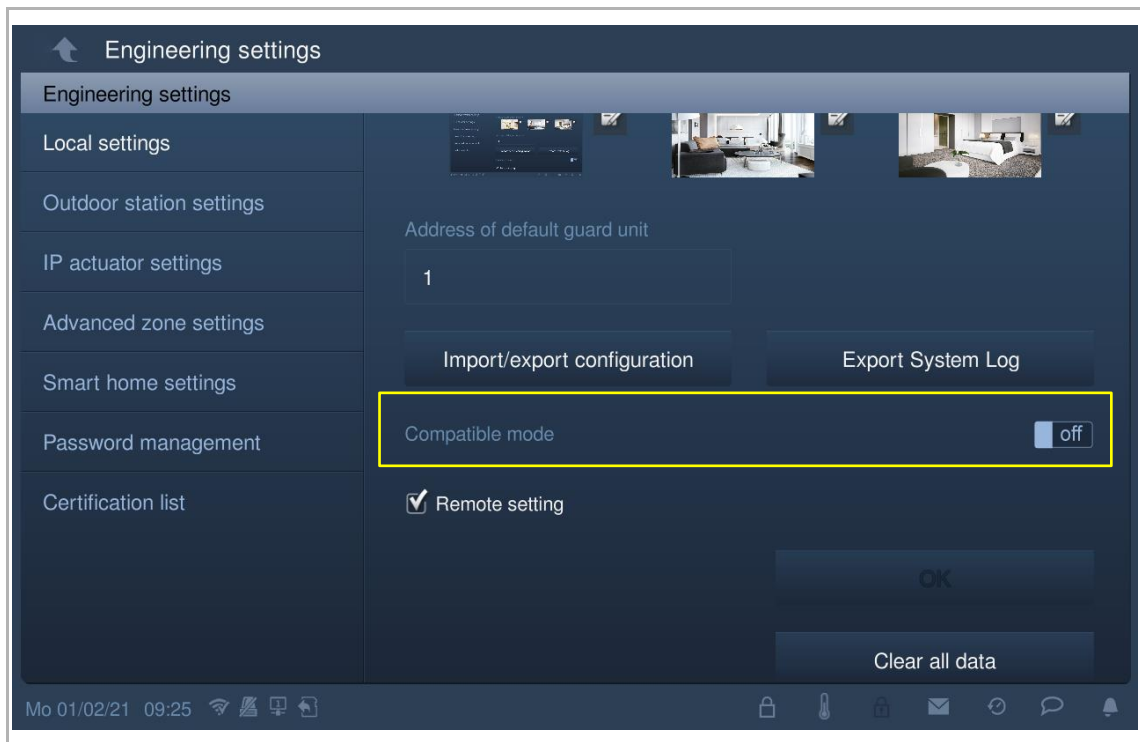 Engineering settings
Engineering settings
Local settings
Outdoor station settings
IP actuator settings
Advanced zone settings
Smart home settings
Password management
Certification list
Address of default guard unit
1
Import/export configuration
Export System Log
Compatible mode
off
Remote setting
OK
Clear all data
Mo 01/02/21 09:25